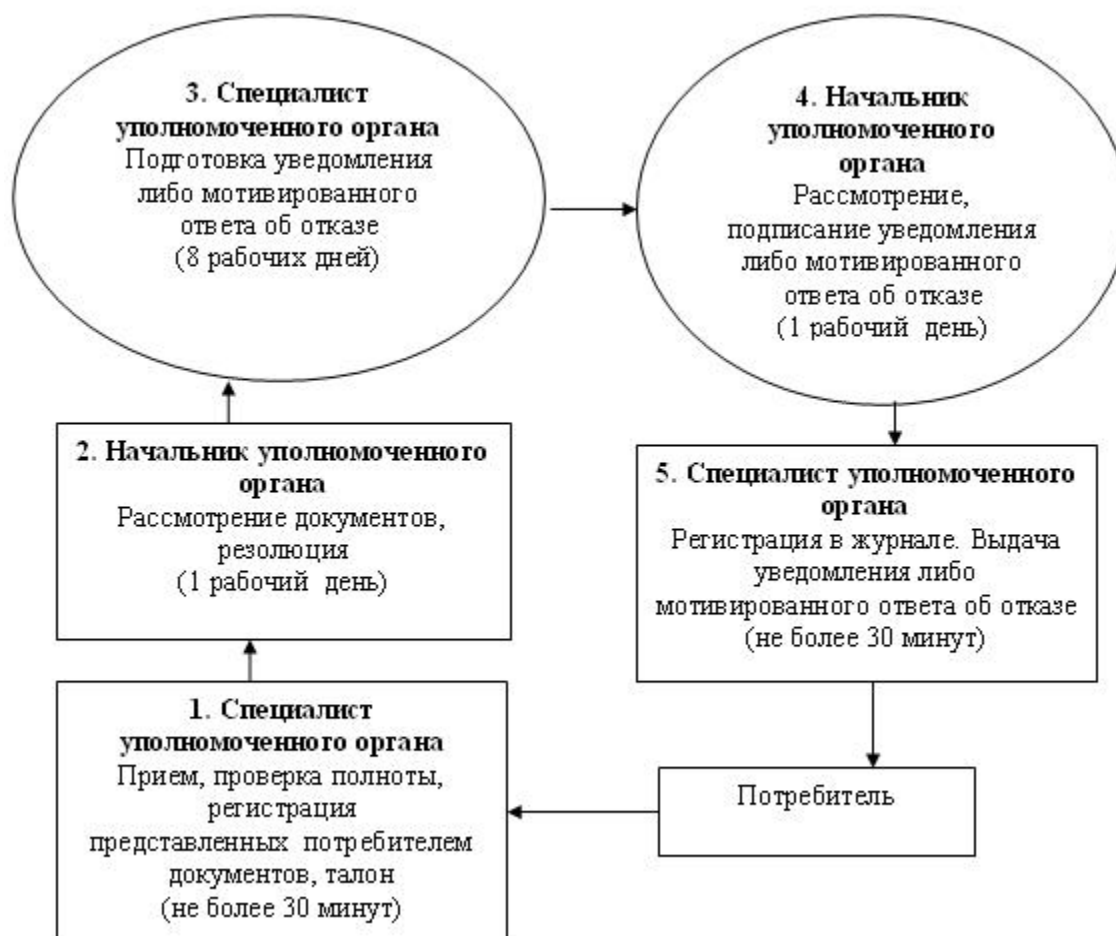 3. Специалист
уполномоченного органа
Подготовка уведомления
либо мотивированного
ответа об отказе
(8 рабочих дней)
4. Начальник
уполномоченного
органа
Рассмотрение,
подписание уведомления
либо мотивированного
ответа об отказе
(1 рабочий день)
2. Начальник уполномоченного
органа
Рассмотрение документов,
резолюция
(1 рабочий день)
5. Специалист уполномоченного
органа
Регистрация в журнале. Выдача
уведомления либо
мотивированного ответа об отказе
(не более 30 минут)
1. Специалист
уполномоченного органа
Прием, проверка полноты,
регистрация
представленных потребителем
документов, талон
(не более 30 минут)
Потребитель